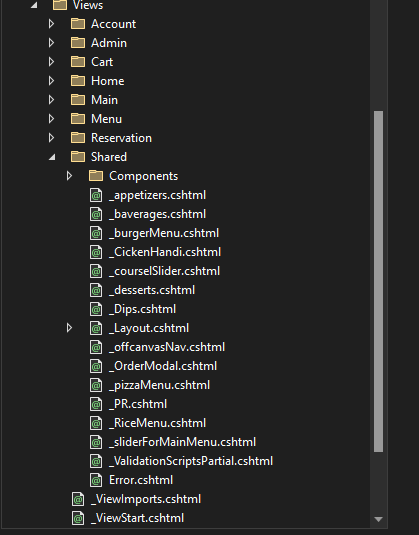 Views
Account
Admin
Cart
Home
Main
Menu
Reservation
Shared
Components
_appetizers.cshtml
_baverages.cshtml
_burgerMenu.cshtml
_CickenHandi.cshtml
_courselSlider.cshtml
_desserts.cshtml
_Dips.cshtml
_Layout.cshtml
_offcanvasNav.cshtml
_OrderModal.cshtml
_pizzaMenu.cshtml
_PR.cshtml
_RiceMenu.cshtml
_sliderForMainMenu.cshtml
_ValidationScriptsPartial.cshtml
Error.cshtml
_ViewImports.cshtml
_ViewStart.cshtml